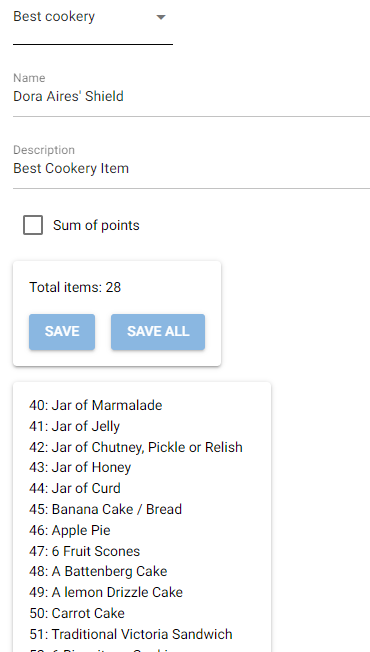 Best cookery
Name
Dora Aires' Shield
Description
Best Cookery Item
Sum of points
Total items: 28
SAVE SAVE ALL
40: Jar of Marmalade
41: Jar of Jelly
42: Jar of Chutney, Pickle or Relish
43: Jar of Honey
44: Jar of Curd
45: Banana Cake / Bread
46: Apple Pie
47: 6 Fruit Scones
48: A Battenberg Cake
49: A lemon Drizzle Cake
50: Carrot Cake
51: Traditional Victoria Sandwich